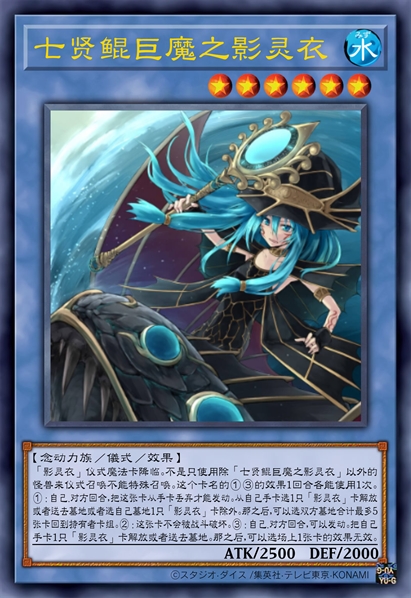 七贤鲲巨魔之影灵衣
水
【念动力族／儀式／效果】
「影灵衣」仪式魔法卡降临。不是只使用除「七贤鲲巨魔之影灵衣」以外的
怪兽来仪式召唤不能特殊召唤。这个卡名的①③的效果1回合各能使用1次。
①：自己、对方回合，把这张卡从手卡丢弃才能发动。从自己手卡选1只「影灵衣」卡解放
或者送去墓地或者选自己墓地1只「影灵衣」卡除外。那之后，可以选双方墓地合计最多5
张卡回到持有者卡组。②：这张卡不会被战斗破坏。③：自己、对方回合，可以发动。把自己
手卡1只「影灵衣」卡解放或者送去墓地。那之后，可以选场上1张卡的效果无效。
ATK/2500 DEF/2000
©スタジオ・ダイス /集英社・テレビ東京・KONAMI